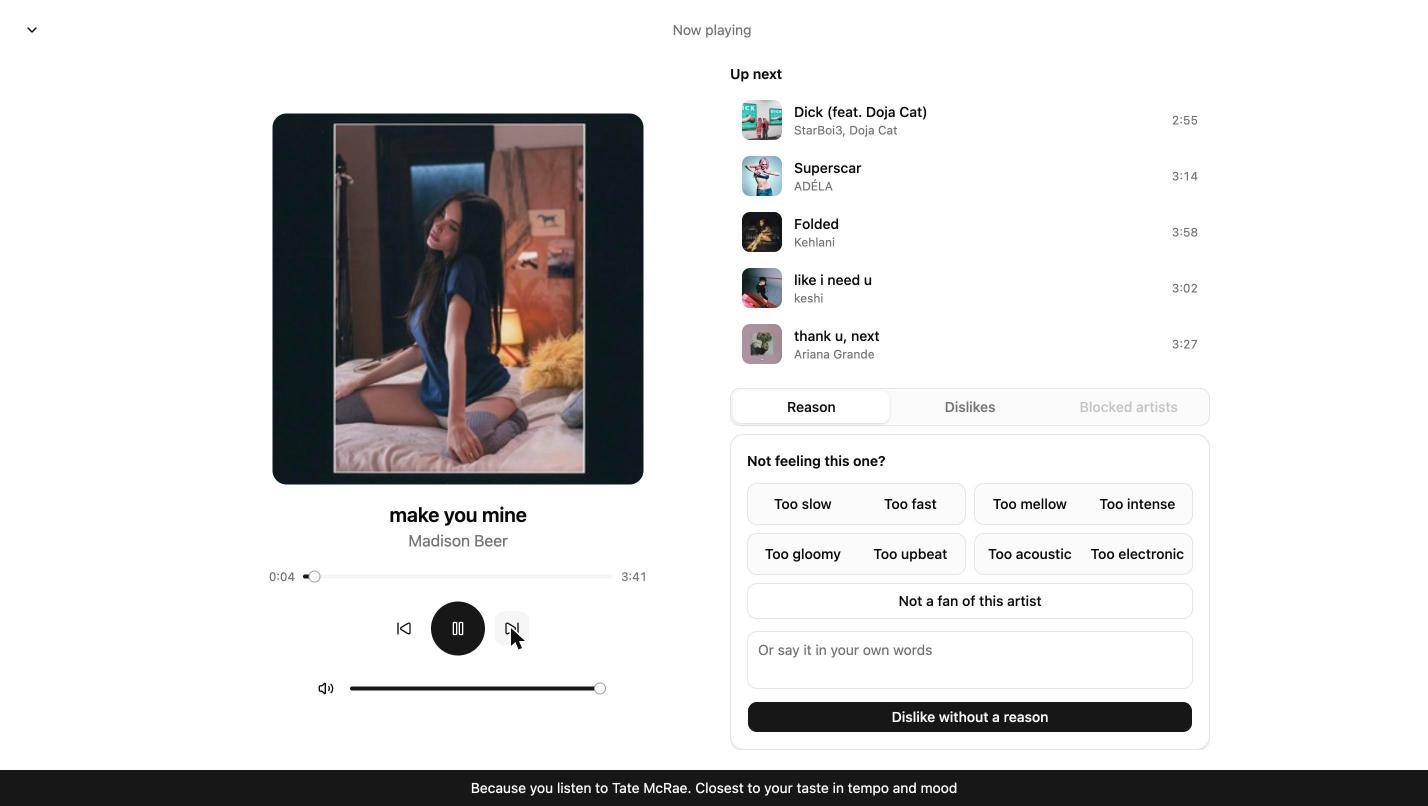 Now playing
Up next
Dick (feat. Doja Cat)
StarBoi3, Doja Cat
2:55
Superscar
ADÉLA
3:14
Folded
Kehlani
3:58
like i need u
keshi
3:02
thank u, next
Ariana Grande
3:27
make you mine
Madison Beer
0:04
3:41
Reason
Dislikes
Blocked artists
Not feeling this one?
Too slow
Too fast
Too mellow
Too intense
Too gloomy
Too upbeat
Too acoustic
Too electronic
Not a fan of this artist
Or say it in your own words
Dislike without a reason
Because you listen to Tate McRae. Closest to your taste in tempo and mood